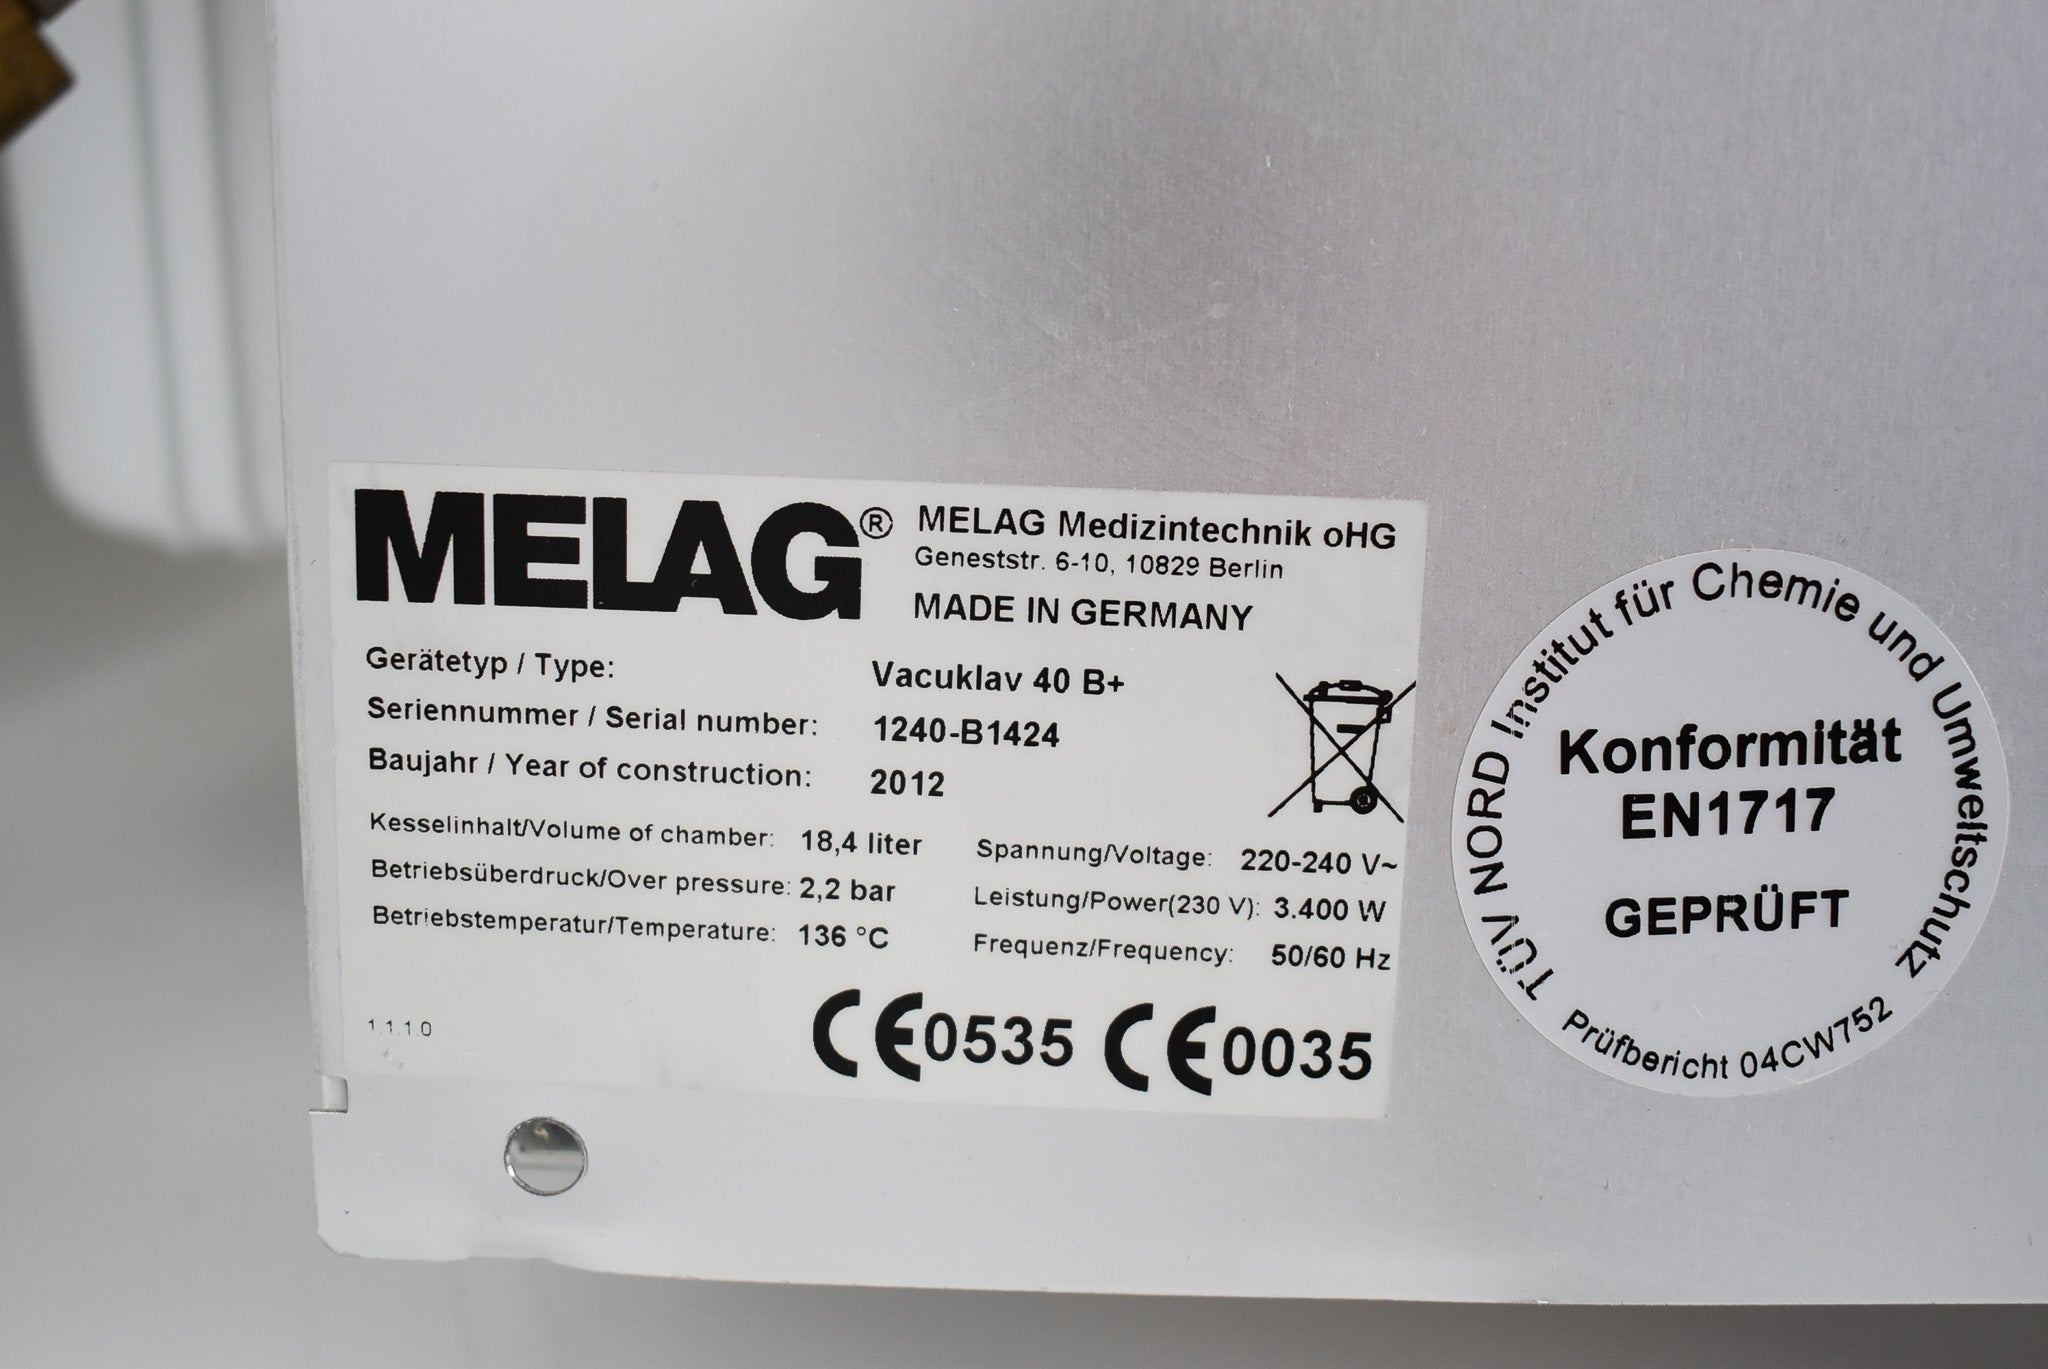 MELAG®
MELAG Medizintechnik oHG
Geneststr. 6-10, 10829 Berlin
MADE IN GERMANY
Gerätetyp / Type: Vacuklav 40 B+
Seriennummer / Serial number: 1240-B1424
Baujahr / Year of construction: 2012
Kesselinhalt/Volume of chamber: 18,4 liter
Betriebsüberdruck/Over pressure: 2,2 bar
Betriebstemperatur/Temperature: 136 °C
Spannung/Voltage: 220-240 V~
Leistung/Power(230 V): 3.400 W
Frequenz/Frequency: 50/60 Hz
1.1.1.0
CE0535 CE0035
TÜV NORD Institut für Chemie und Umweltschutz
Konformität
EN1717
GEPRÜFT
Prüfbericht 04CW752